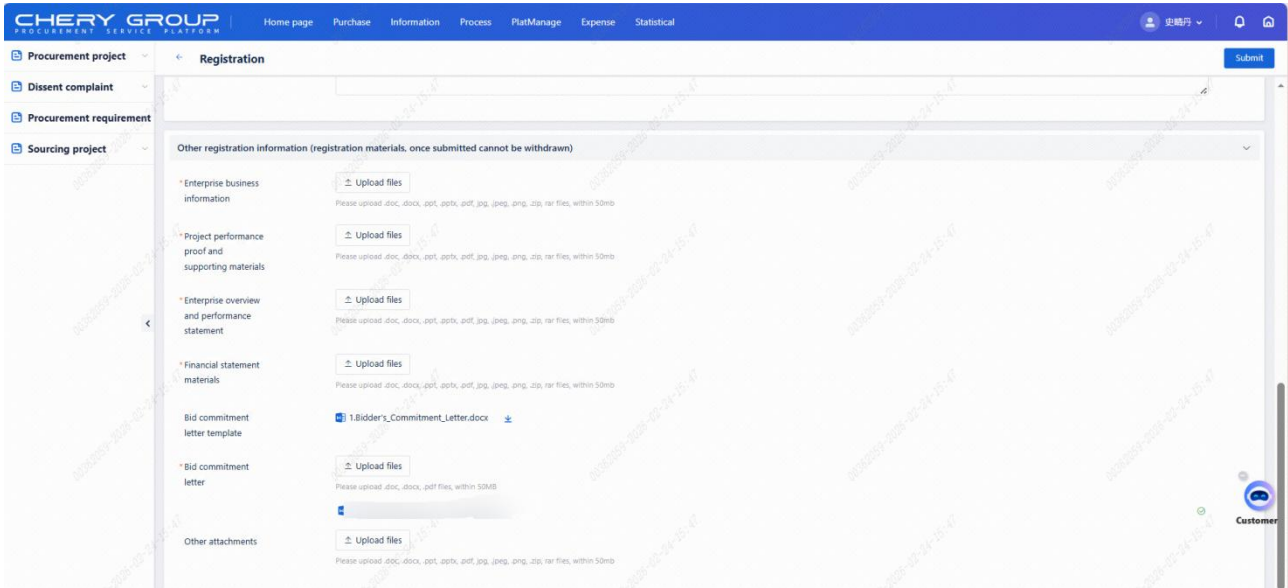 CHERY GROUP
PROCUREMENT SERVICE PLATFORM
Home page Purchase Information Process PlatManage Expense Statistical
史晴丹
Procurement project
Registration
Submit
Dissent complaint
Procurement requirement
Sourcing project
Other registration information (registration materials, once submitted cannot be withdrawn)
* Enterprise business
information
Upload files
Please upload .doc, .docx, .ppt, .pptx, .pdf, jpg, .jpeg, .png, .zip, rar files, within 50mb
* Project performance
proof and
supporting materials
Upload files
Please upload .doc, .docx, .ppt, .pptx, .pdf, jpg, .jpeg, .png, .zip, rar files, within 50mb
* Enterprise overview
and performance
statement
Upload files
Please upload .doc, .docx, .ppt, .pptx, .pdf, jpg, .jpeg, .png, .zip, rar files, within 50mb
* Financial statement
materials
Upload files
Please upload .doc, .docx, .ppt, .pptx, .pdf, jpg, .jpeg, .png, .zip, rar files, within 50mb
Bid commitment
letter template
1.Bidder's_Commitment_Letter.docx
* Bid commitment
letter
Upload files
Please upload .doc, .docx, .pdf files, within 50MB
Customer
Other attachments
Upload files
Please upload .doc, .docx, .ppt, .pptx, .pdf, jpg, .jpeg, .png, .zip, rar files, within 50mb